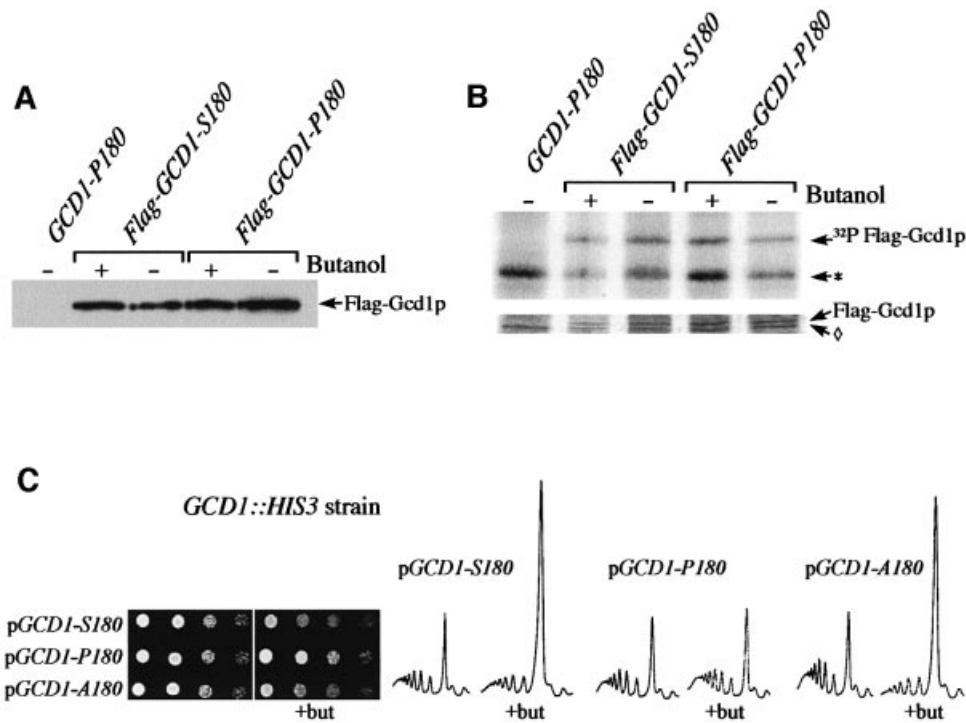 A
GCD1-P180
Flag-GCD1-S180
Flag-GCD1-P180
- + - + - Butanol
Flag-Gcd1p
B
GCD1-P180
Flag-GCD1-S180
Flag-GCD1-P180
- + - + - Butanol
³²P Flag-Gcd1p
*
Flag-Gcd1p
◊
C
GCD1::HIS3 strain
pGCD1-S180
pGCD1-P180
pGCD1-A180
+but
pGCD1-S180
pGCD1-P180
pGCD1-A180
+but
+but
+but